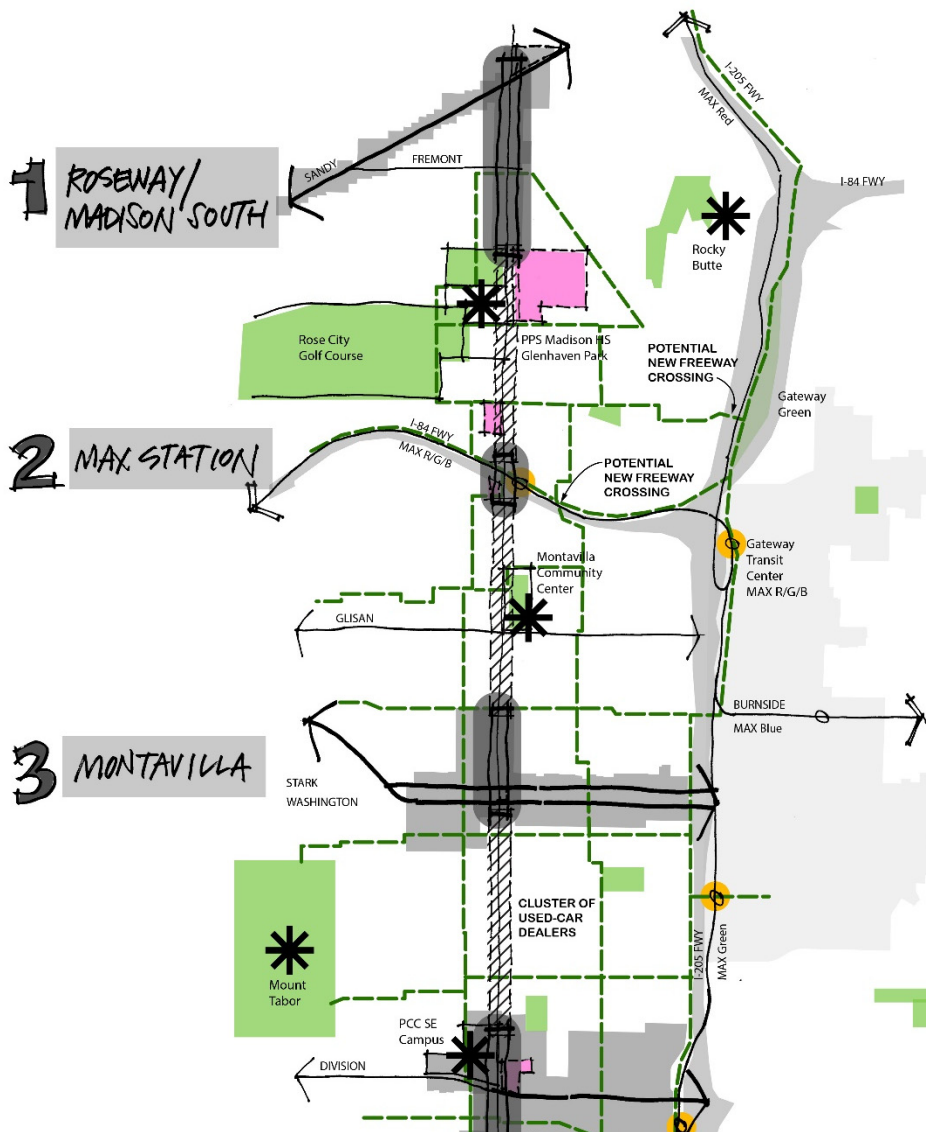 I-205 FWY
MAX Red
SANDY
FREMONT
I-84 FWY
1 ROSEWAY/
MADISON SOUTH
Rocky
Butte
Rose City
Golf Course
PPS Madison HS
Glenhaven Park
POTENTIAL
NEW FREEWAY
CROSSING
Gateway
Green
I-84 FWY
MAX R/G/B
2 MAX STATION
POTENTIAL
NEW FREEWAY
CROSSING
Gateway
Transit
Center
MAX R/G/B
Montavilla
Community
Center
GLISAN
BURNSIDE
MAX Blue
3 MONTAVILLA
STARK
WASHINGTON
CLUSTER OF
USED-CAR
DEALERS
I-205 FWY
MAX Green
Mount
Tabor
PCC SE
Campus
DIVISION